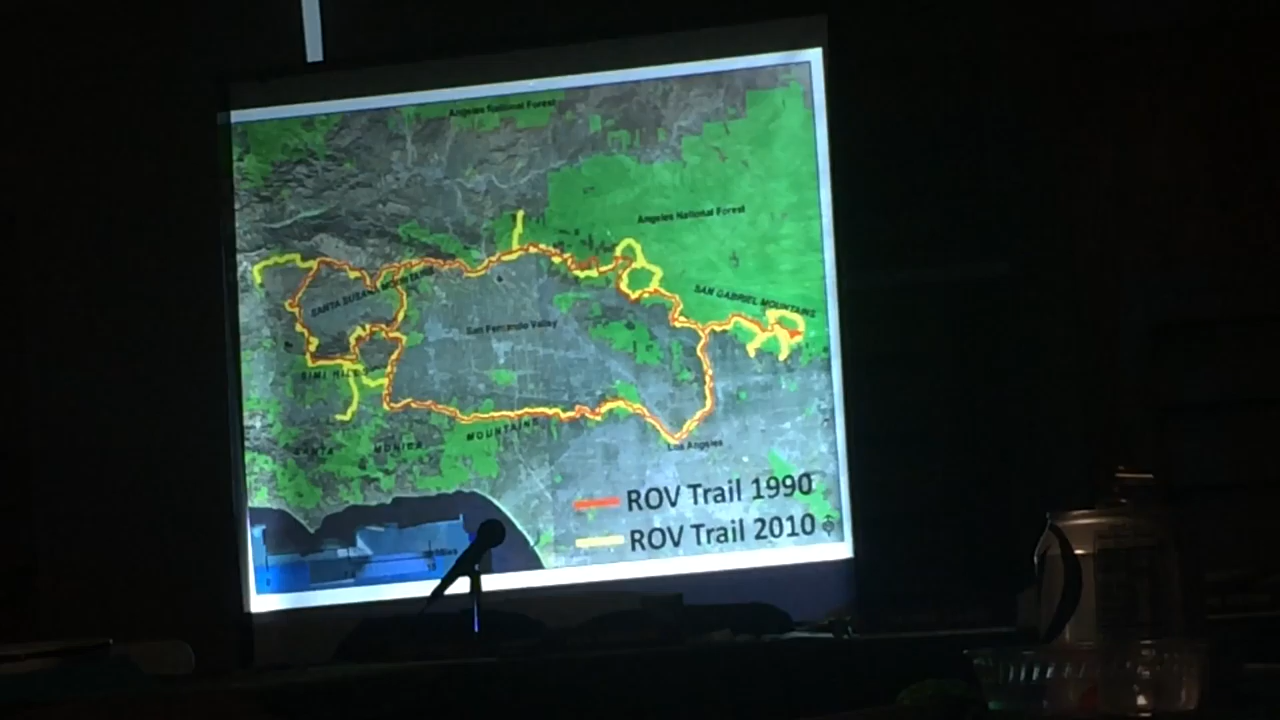 Angeles National Forest
Angeles National Forest
SANTA SUSANA MOUNTAINS
SAN GABRIEL MOUNTAINS
San Fernando Valley
SIMI HILLS
SANTA MONICA MOUNTAINS
Los Angeles
ROV Trail 1990
ROV Trail 2010